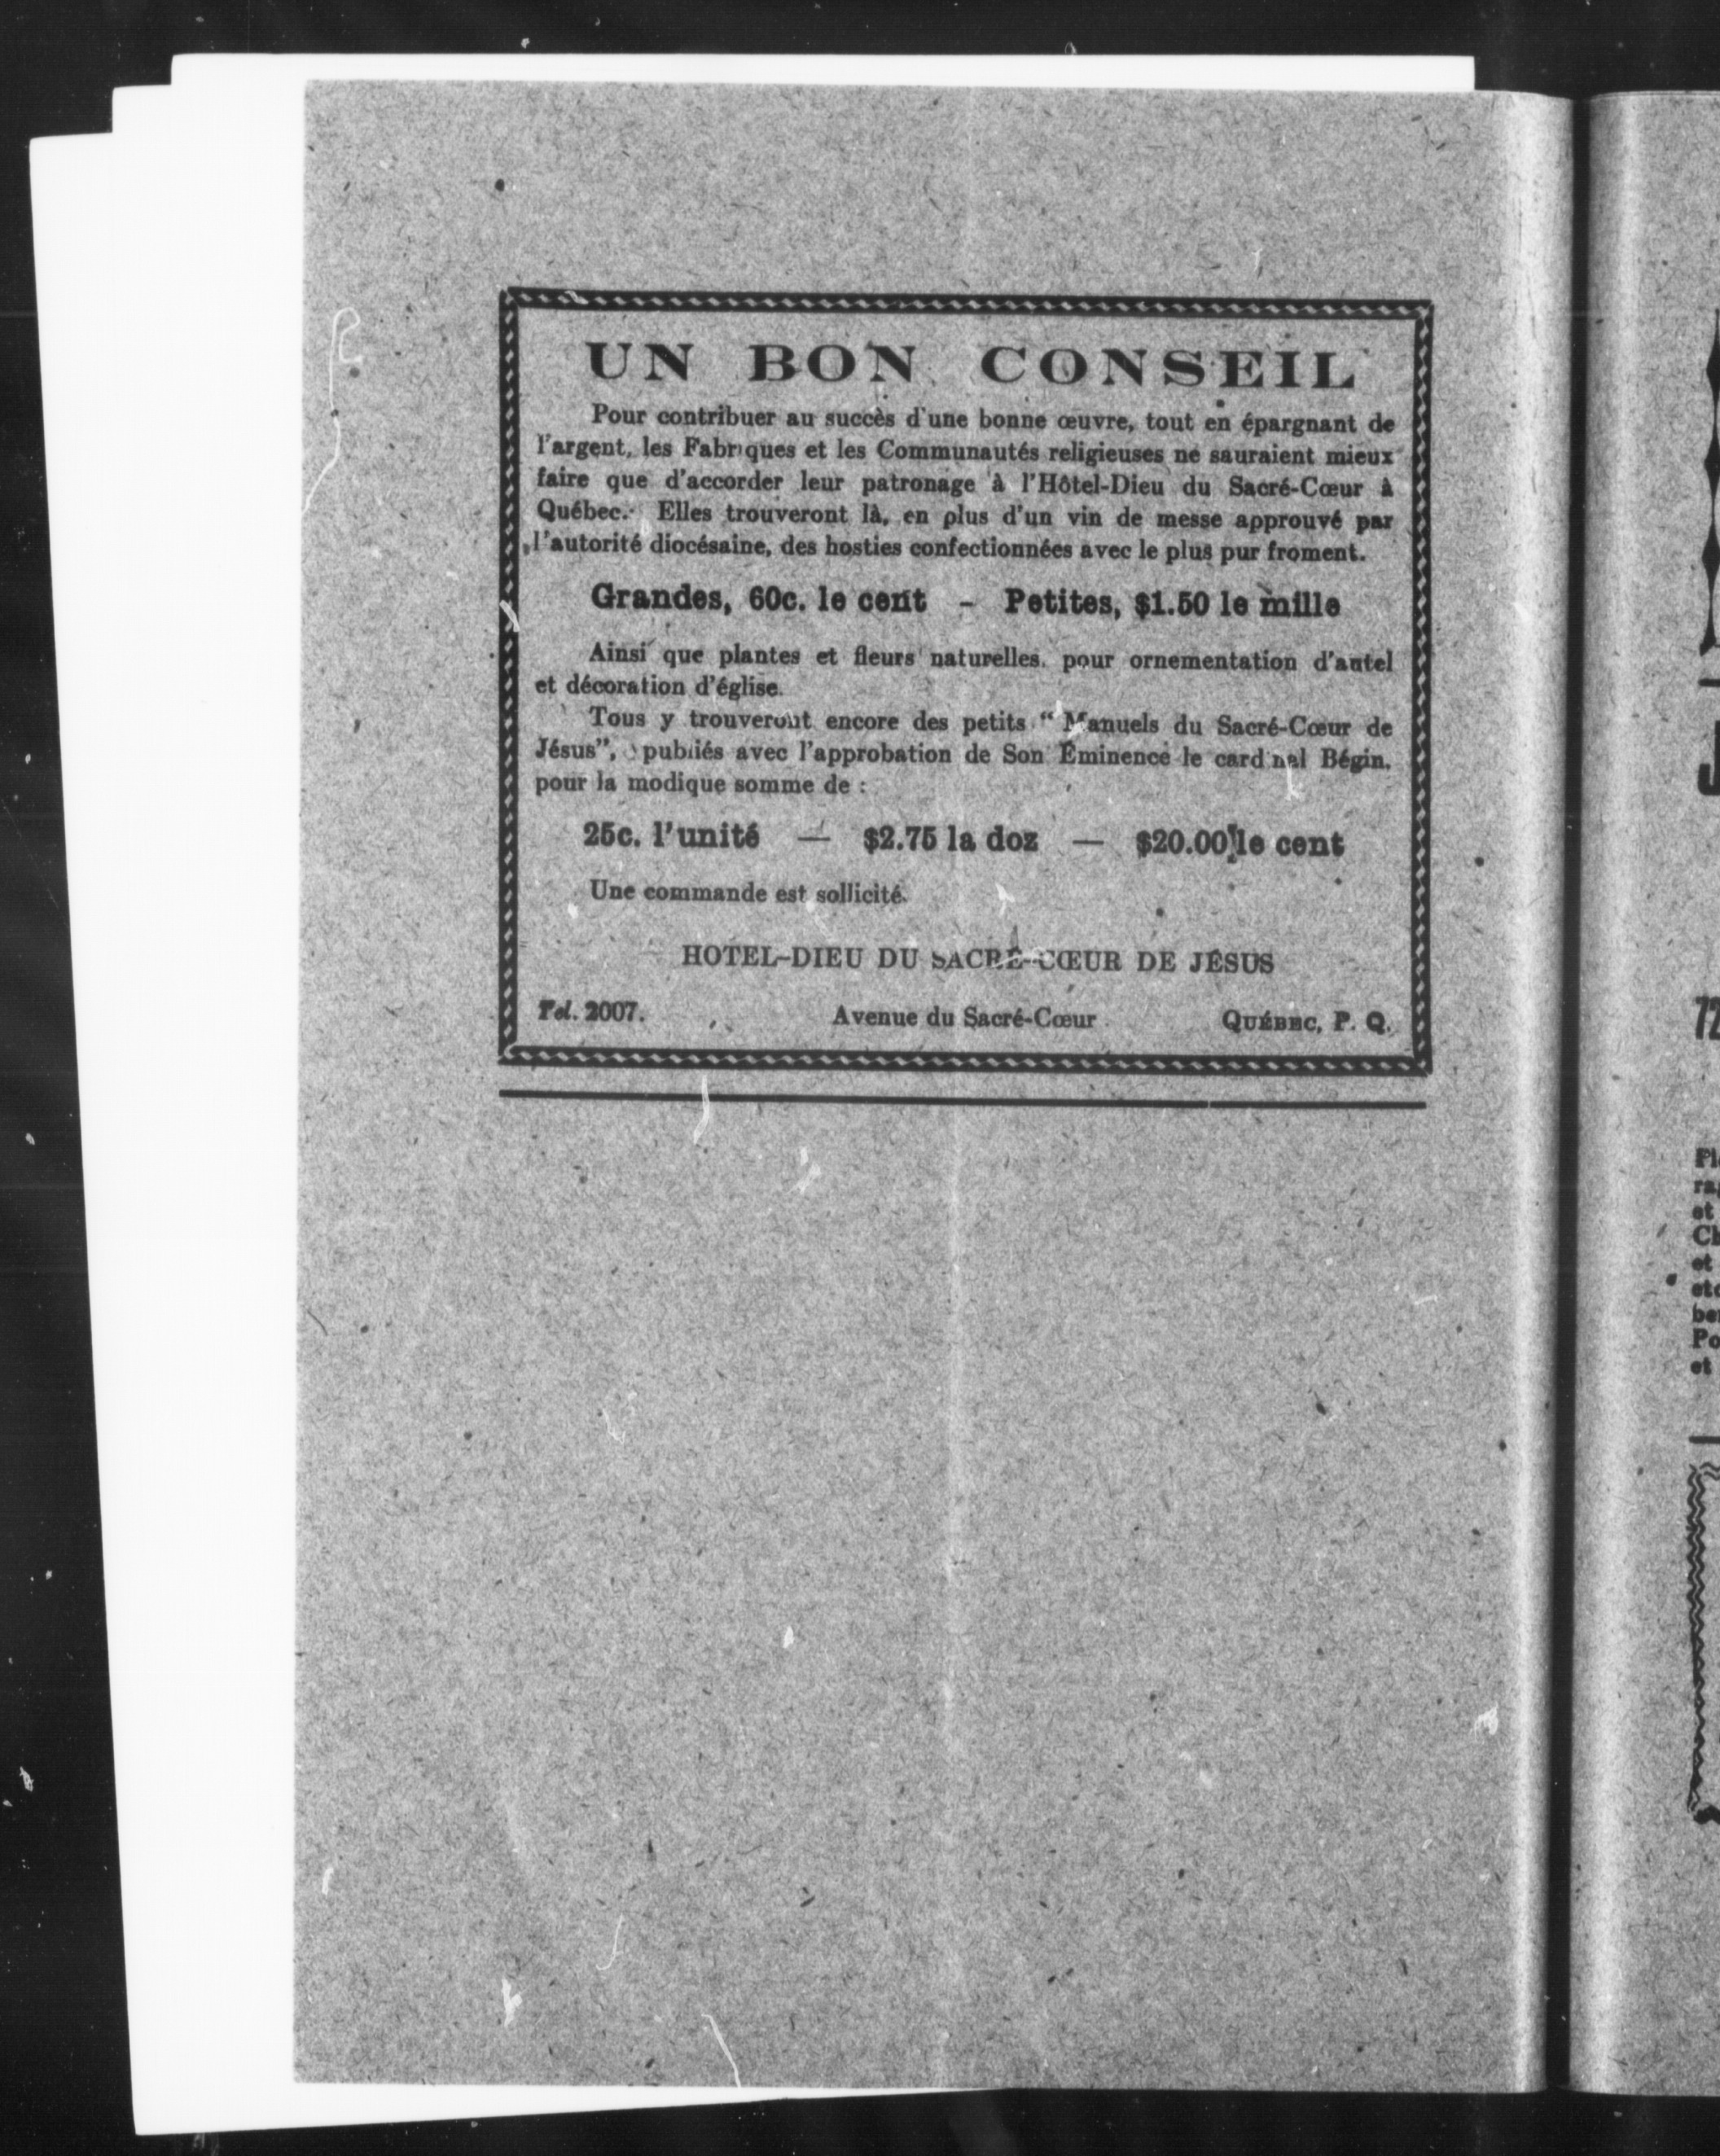 UN BON CONSEIL
Pour contribuer au succès d'une bonne œuvre, tout en épargnant de
l'argent, les Fabriques et les Communautés religieuses ne sauraient mieux
faire que d'accorder leur patronage à l'Hôtel-Dieu du Sacré-Cœur à
Québec. Elles trouveront là, en plus d'un vin de messe approuvé par
l'autorité diocésaine, des hosties confectionnées avec le plus pur froment.
Grandes, 60c. le cent - Petites, $1.50 le mille
Ainsi que plantes et fleurs naturelles. pour ornementation d'autel
et décoration d'église.
Tous y trouveront encore des petits “ Manuels du Sacré-Cœur de
Jésus”, publiés avec l'approbation de Son Éminence le cardinal Bégin.
pour la modique somme de :
25c. l'unité — $2.75 la doz — $20.00 le cent
Une commande est sollicité.
HOTEL-DIEU DU SACRÉ-CŒUR DE JÉSUS
Tel. 2007. Avenue du Sacré-Cœur QUÉBEC, P. Q.
J
72
Pl
et
et
Po
et